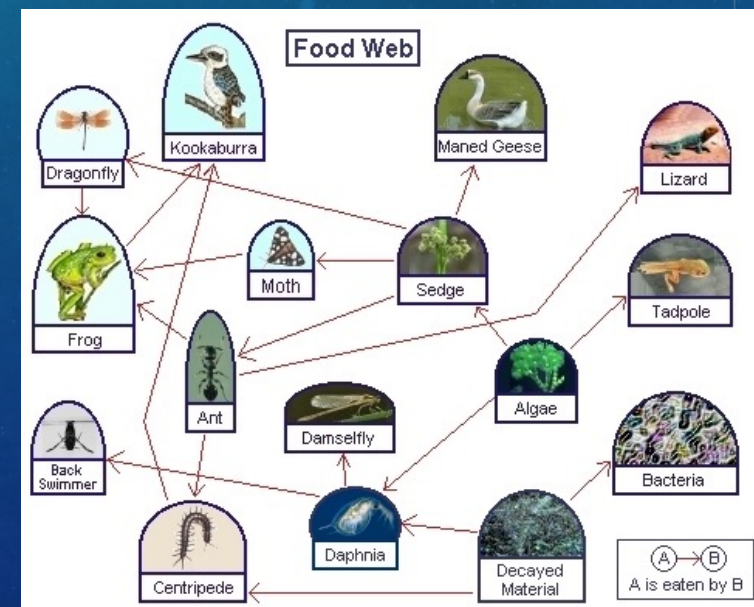 Food Web
Kookaburra
Maned Geese
Dragonfly
Lizard
Moth
Sedge
Tadpole
Frog
Ant
Algae
Damselfly
Back
Swimmer
Bacteria
Daphnia
Centripede
Decayed
Material
A B
A is eaten by B